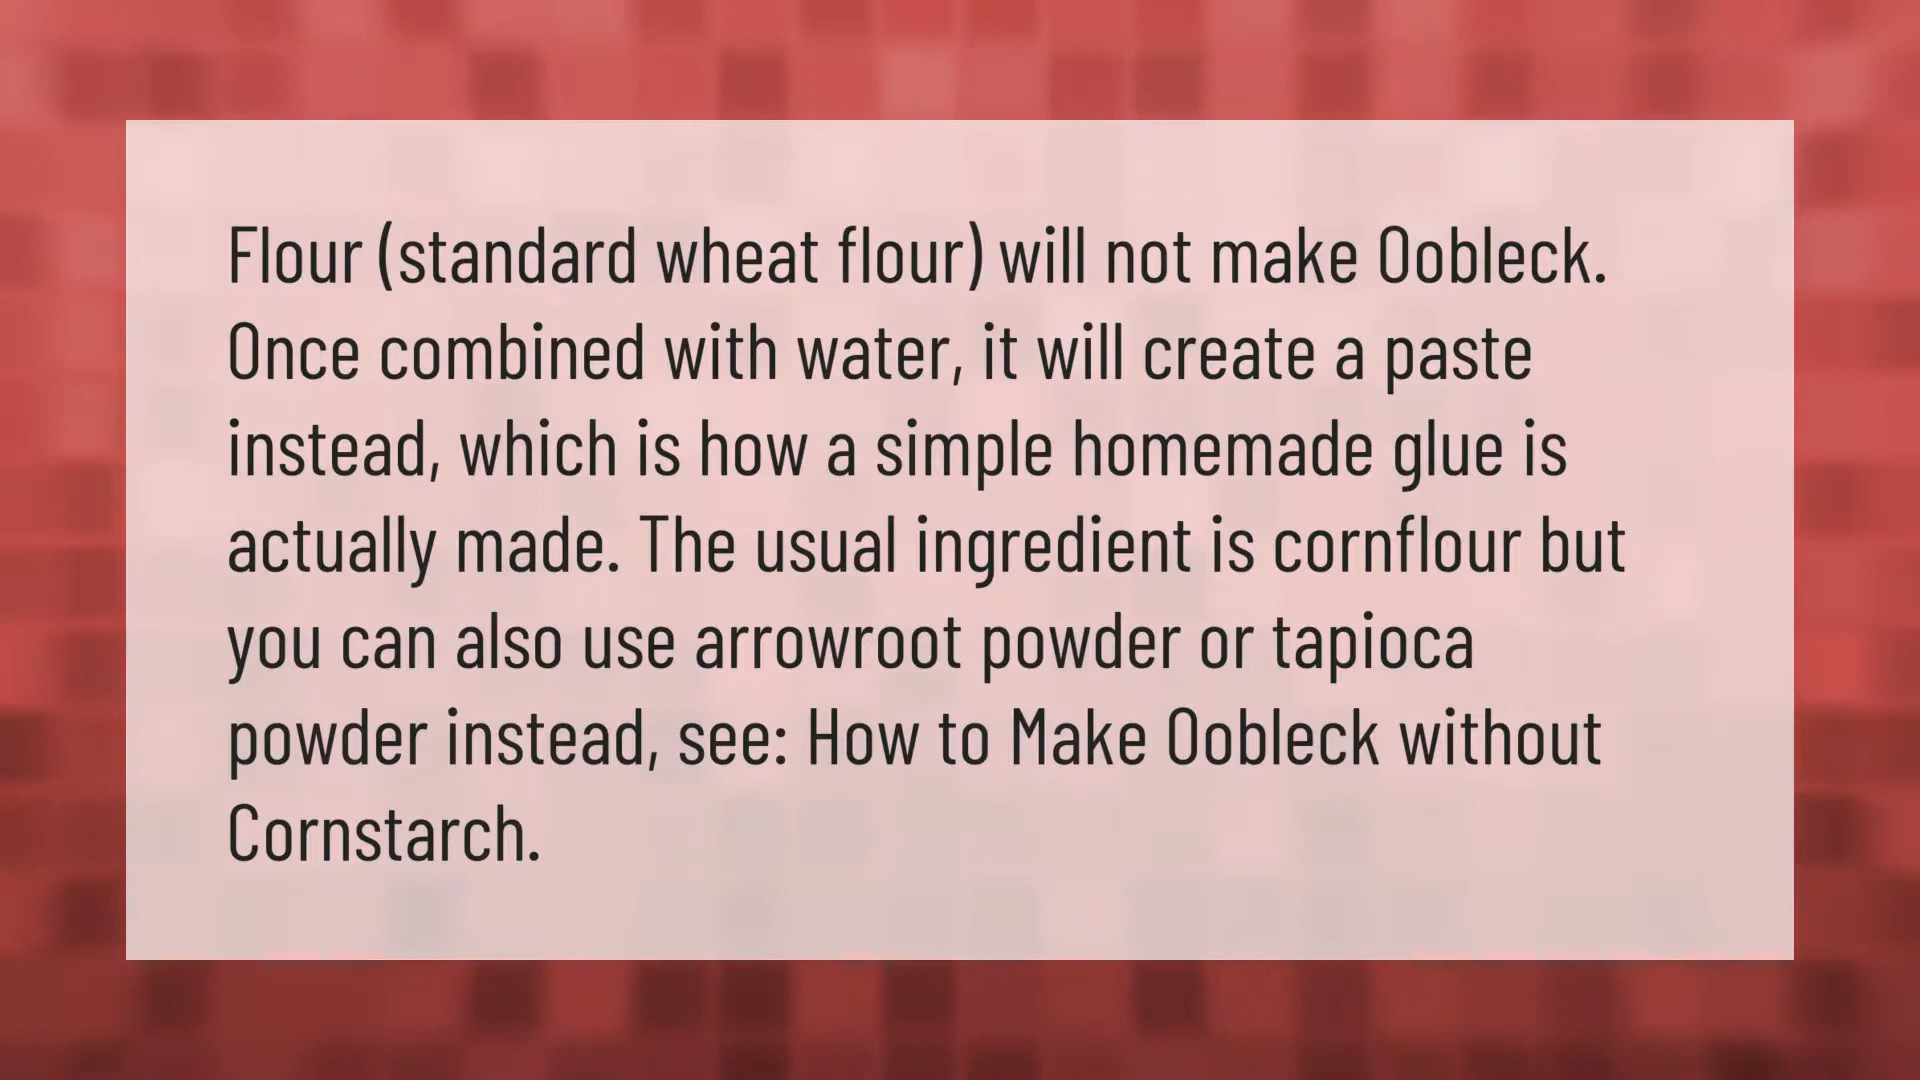 Flour (standard wheat flour) will not make Oobleck.
Once combined with water, it will create a paste
instead, which is how a simple homemade glue is
actually made. The usual ingredient is cornflour but
you can also use arrowroot powder or tapioca
powder instead, see: How to Make Oobleck without
Cornstarch.